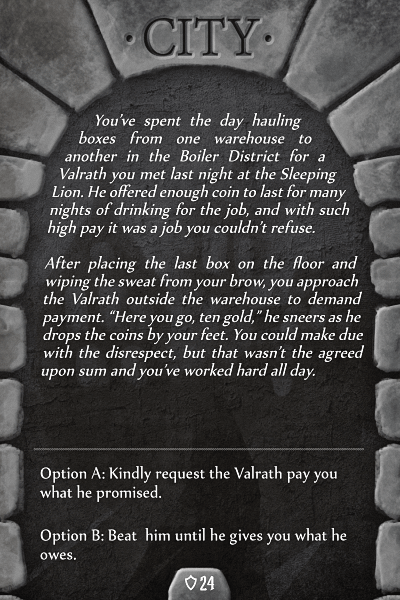 · CITY ·
You've spent the day hauling
boxes from one warehouse to
another in the Boiler District for a
Valrath you met last night at the Sleeping
Lion. He offered enough coin to last for many
nights of drinking for the job, and with such
high pay it was a job you couldn't refuse.
After placing the last box on the floor and
wiping the sweat from your brow, you approach
the Valrath outside the warehouse to demand
payment. "Here you go, ten gold," he sneers as he
drops the coins by your feet. You could make due
with the disrespect, but that wasn't the agreed
upon sum and you've worked hard all day.
Option A: Kindly request the Valrath pay you
what he promised.
Option B: Beat him until he gives you what he
owes.
24